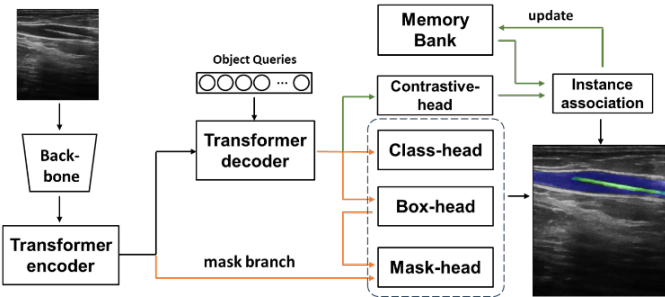 Memory
Bank
update
Object Queries
...
Contrastive-
head
Instance
association
Back-
bone
Transformer
decoder
Class-head
Box-head
Transformer
encoder
mask branch
Mask-head